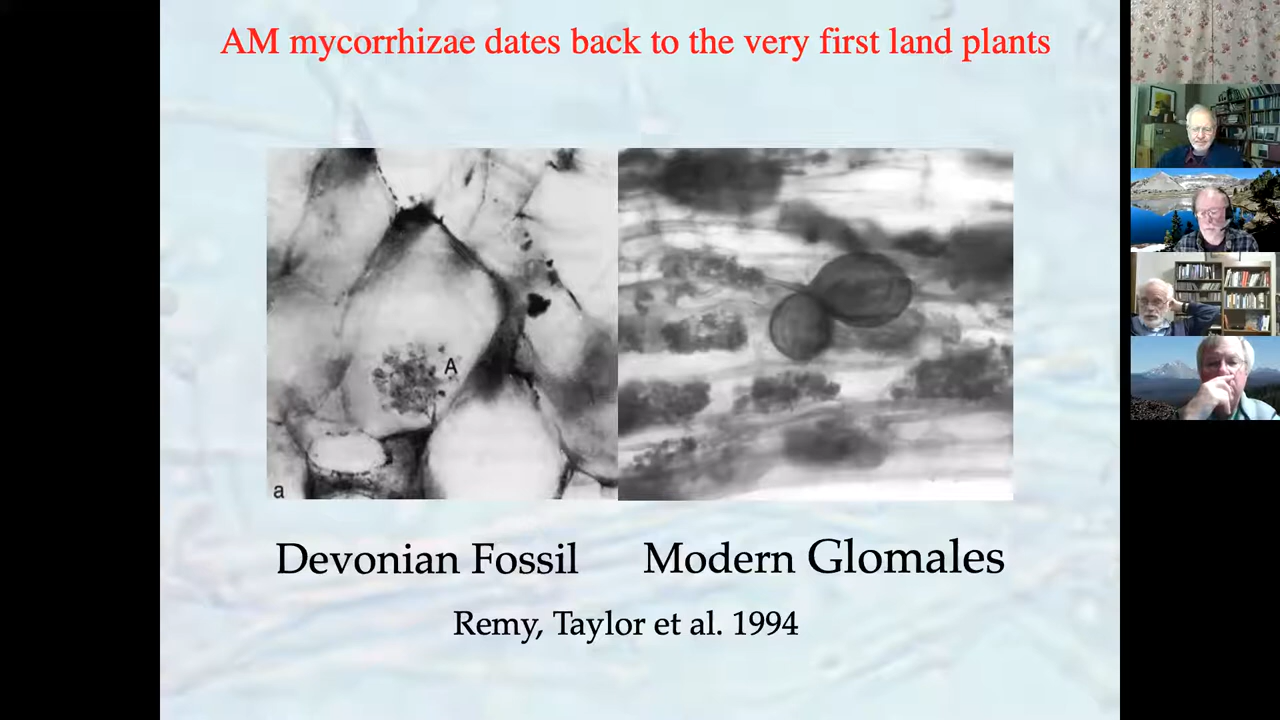 AM mycorrhizae dates back to the very first land plants
A
a
Devonian Fossil
Modern Glomales
Remy, Taylor et al. 1994